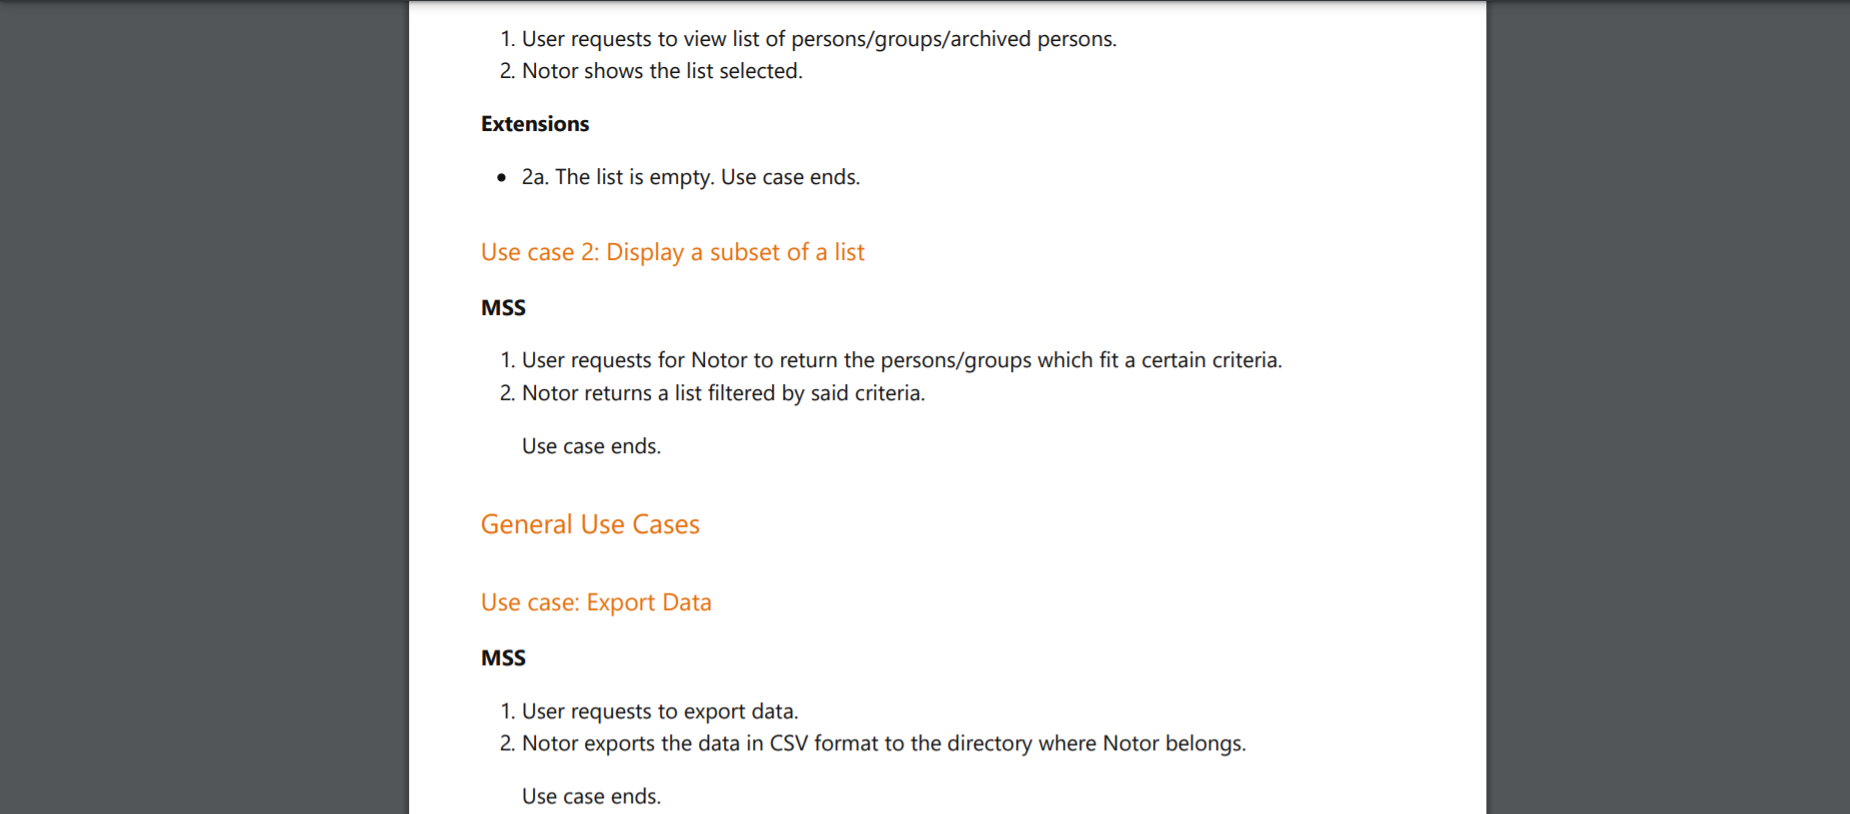 1. User requests to view list of persons/groups/archived persons.
2. Notor shows the list selected.
Extensions
• 2a. The list is empty. Use case ends.
Use case 2: Display a subset of a list
MSS
1. User requests for Notor to return the persons/groups which fit a certain criteria.
2. Notor returns a list filtered by said criteria.
Use case ends.
General Use Cases
Use case: Export Data
MSS
1. User requests to export data.
2. Notor exports the data in CSV format to the directory where Notor belongs.
Use case ends.